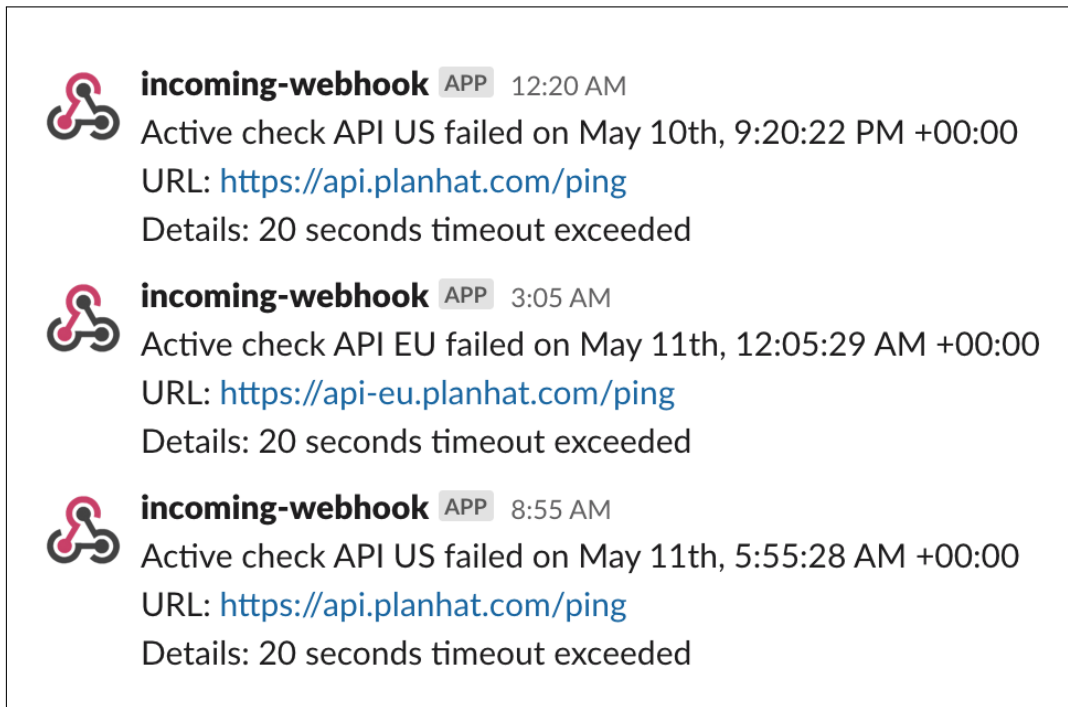 incoming-webhook APP 12:20 AM
Active check API US failed on May 10th, 9:20:22 PM +00:00
URL: https://api.planhat.com/ping
Details: 20 seconds timeout exceeded
incoming-webhook APP 3:05 AM
Active check API EU failed on May 11th, 12:05:29 AM +00:00
URL: https://api-eu.planhat.com/ping
Details: 20 seconds timeout exceeded
incoming-webhook APP 8:55 AM
Active check API US failed on May 11th, 5:55:28 AM +00:00
URL: https://api.planhat.com/ping
Details: 20 seconds timeout exceeded